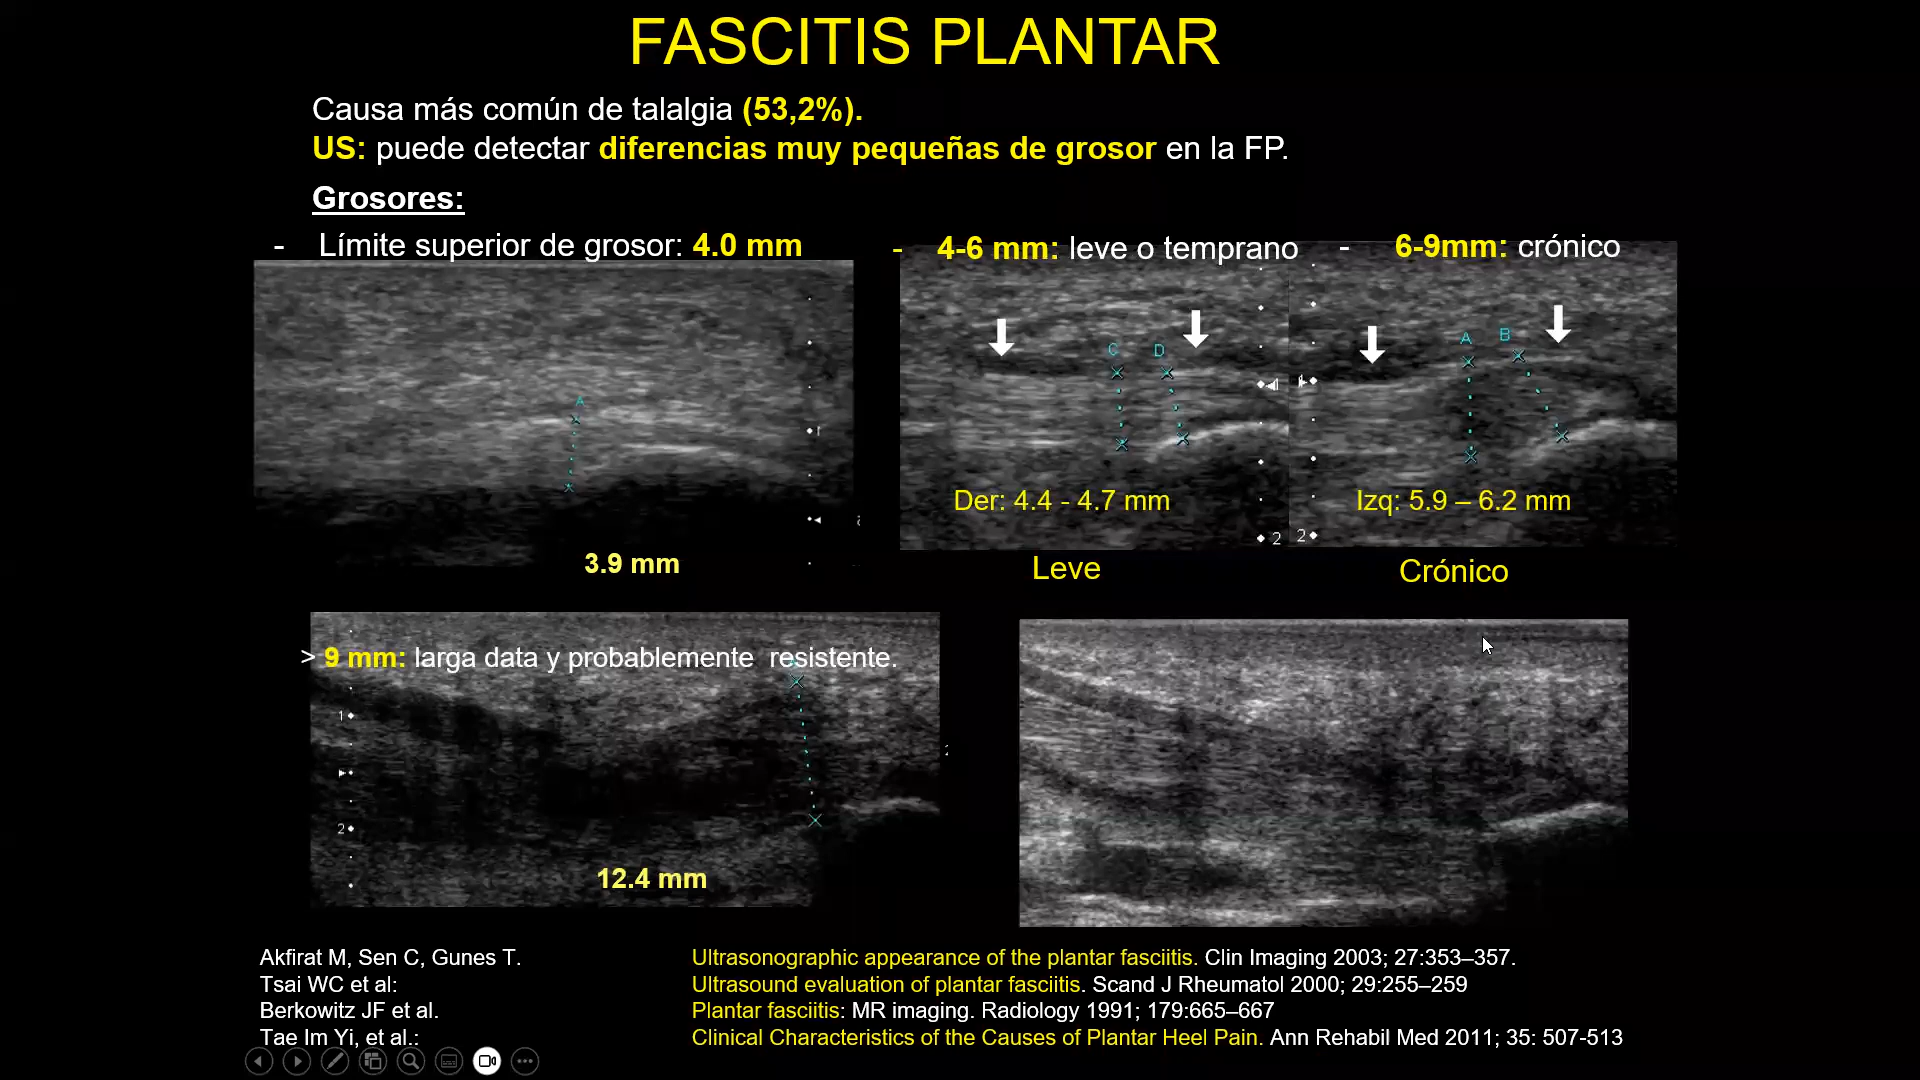 FASCITIS PLANTAR
Causa más común de talalgia (53,2%).
US: puede detectar diferencias muy pequeñas de grosor en la FP.
Grosores:
- Límite superior de grosor: 4.0 mm
- 4-6 mm: leve o temprano
- 6-9mm: crónico
A
3.9 mm
C D
Der: 4.4 - 4.7 mm
2
Leve
A B
Izq: 5.9 – 6.2 mm
2
Crónico
> 9 mm: larga data y probablemente resistente.
1
2
12.4 mm
Akfirat M, Sen C, Gunes T. Ultrasonographic appearance of the plantar fasciitis. Clin Imaging 2003; 27:353–357.
Tsai WC et al: Ultrasound evaluation of plantar fasciitis. Scand J Rheumatol 2000; 29:255–259
Berkowitz JF et al. Plantar fasciitis: MR imaging. Radiology 1991; 179:665–667
Tae Im Yi, et al.: Clinical Characteristics of the Causes of Plantar Heel Pain. Ann Rehabil Med 2011; 35: 507-513